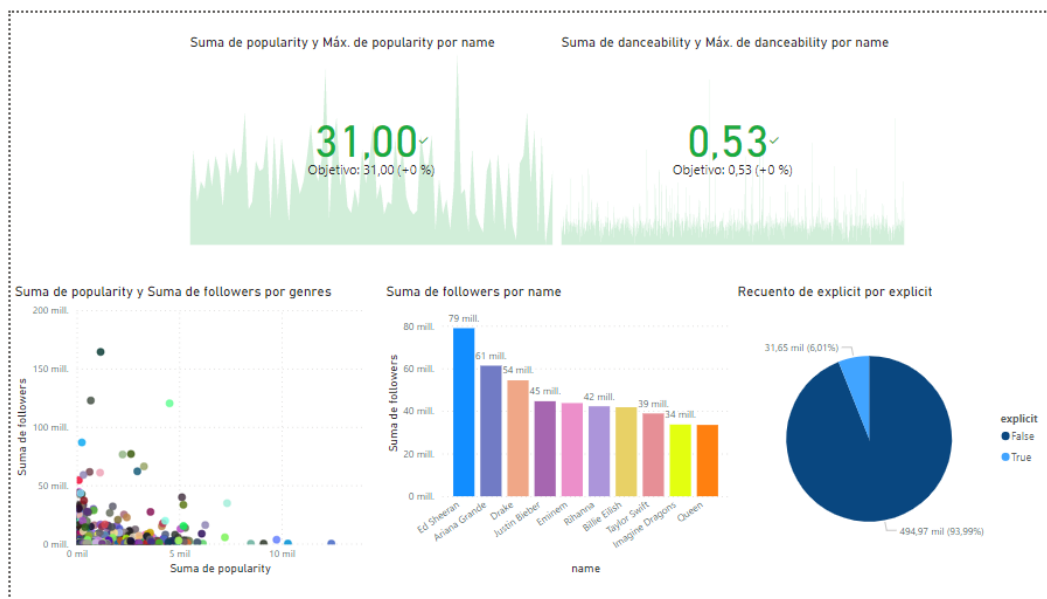 Suma de popularity y Máx. de popularity por name
31,00
Objetivo: 31,00 (+0 %)
Suma de danceability y Máx. de danceability por name
0,53
Objetivo: 0,53 (+0 %)
Suma de popularity y Suma de followers por genres
200 mill.
150 mill.
100 mill.
50 mill.
0 mill.
Suma de followers
0 mil
5 mil
10 mil
Suma de popularity
Suma de followers por name
80 mill.
60 mill.
40 mill.
20 mill.
0 mill.
Suma de followers
79 mill.
61 mill.
54 mill.
45 mill.
42 mill.
39 mill.
34 mill.
Ed Sheeran
Ariana Grande
Drake
Justin Bieber
Eminem
Rihanna
Billie Eilish
Taylor Swift
Imagine Dragons
Queen
name
Recuento de explicit por explicit
31,65 mil (6,01%)
494,97 mil (93,99%)
explicit
False
True